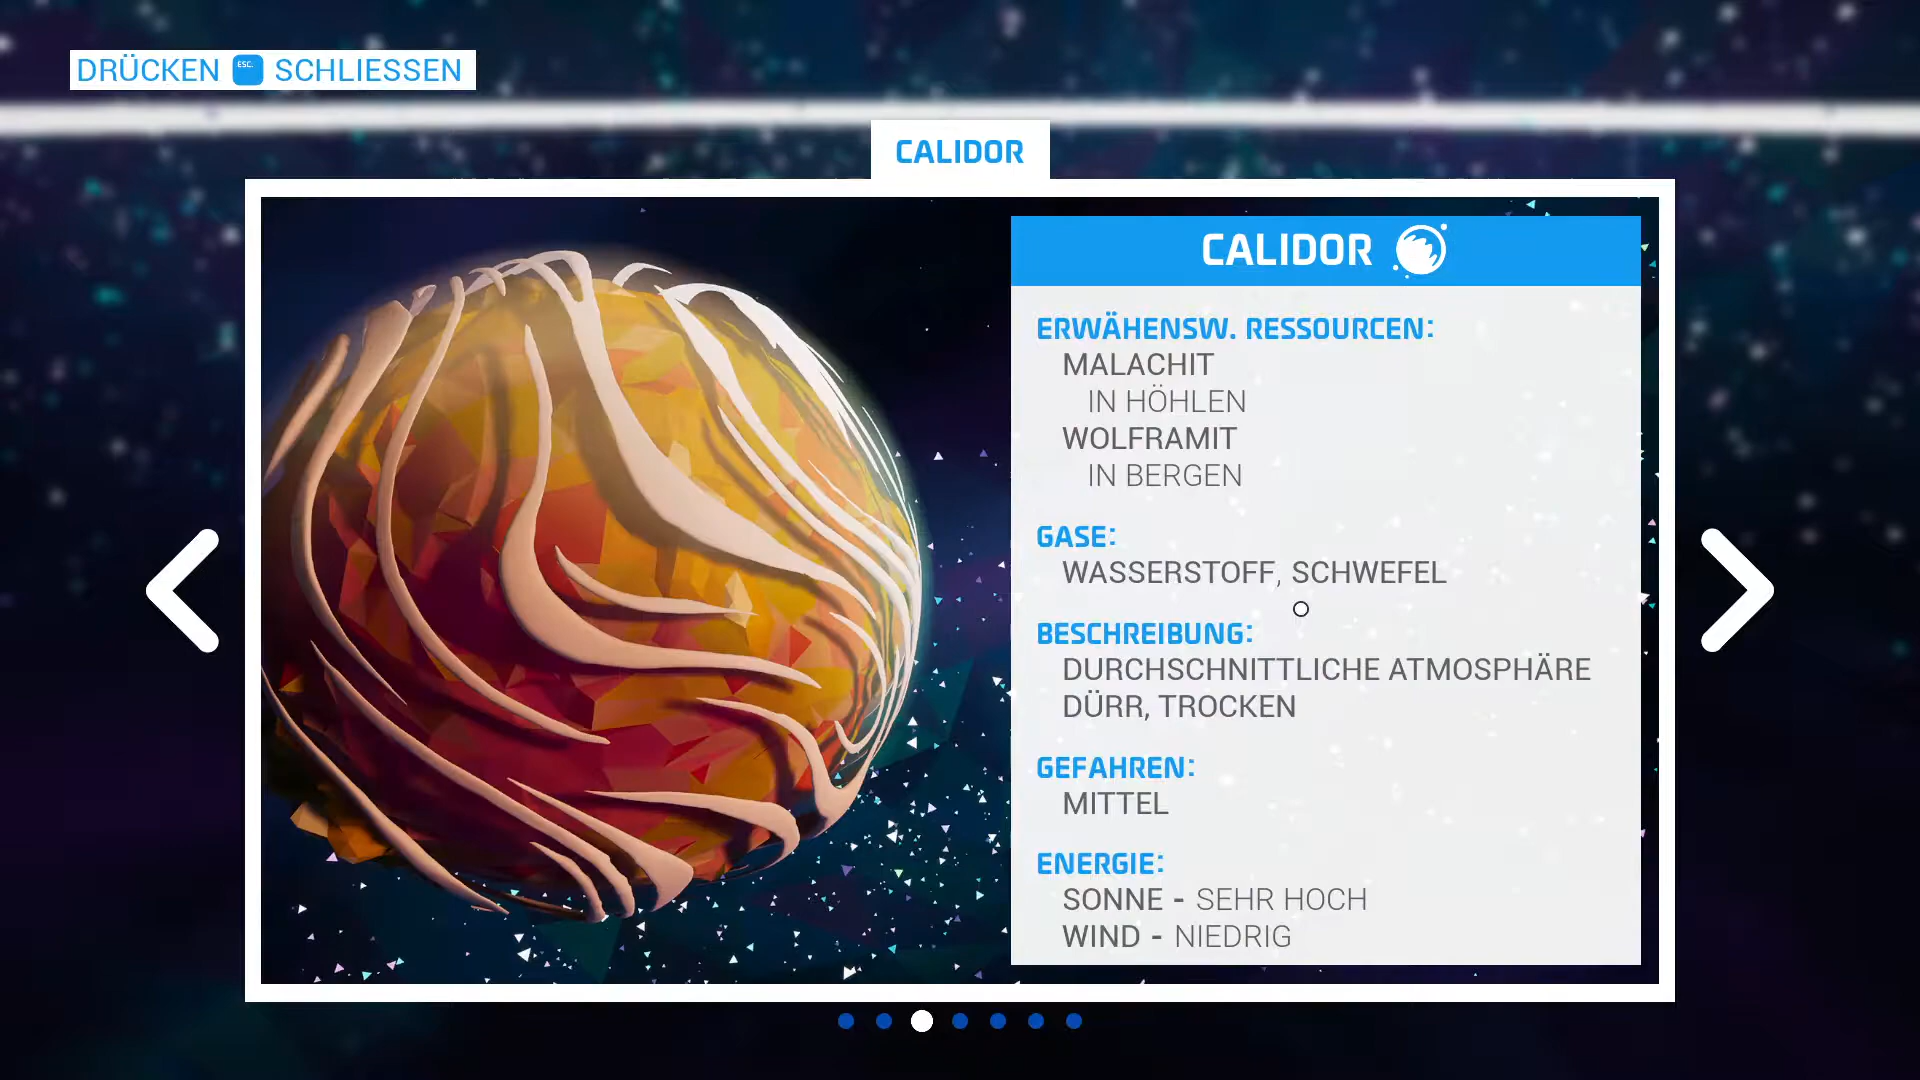 DRÜCKEN ESC. SCHLIESSEN
CALIDOR
CALIDOR
ERWÄHENSW. RESSOURCEN:
MALACHIT
IN HÖHLEN
WOLFRAMIT
IN BERGEN
GASE:
WASSERSTOFF, SCHWEFEL
BESCHREIBUNG:
DURCHSCHNITTLICHE ATMOSPHÄRE
DÜRR, TROCKEN
GEFAHREN:
MITTEL
ENERGIE:
SONNE - SEHR HOCH
WIND - NIEDRIG